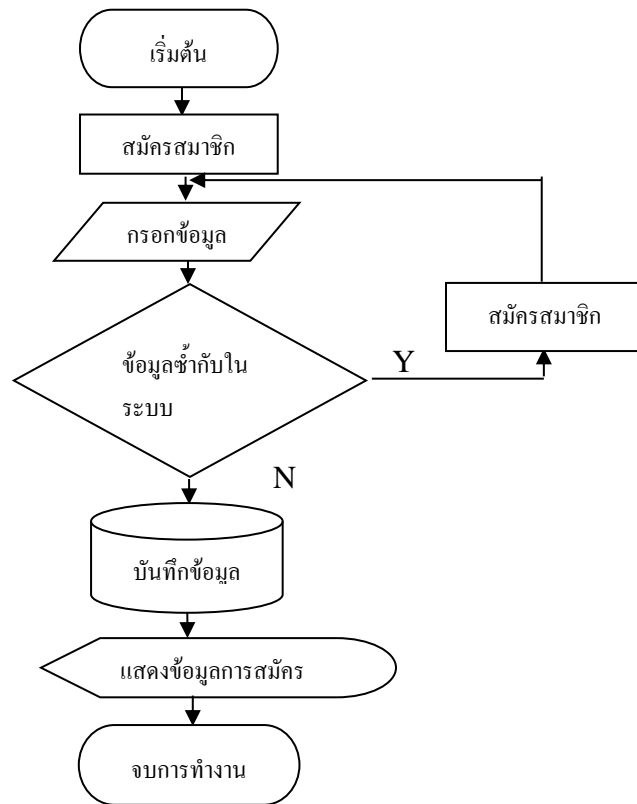 เริ่มต้น
สมัครสมาชิก
กรอกข้อมูล
สมัครสมาชิก
ข้อมูลซ้ำกับใน
ระบบ
Y
N
บันทึกข้อมูล
แสดงข้อมูลการสมัคร
จบการทำงาน